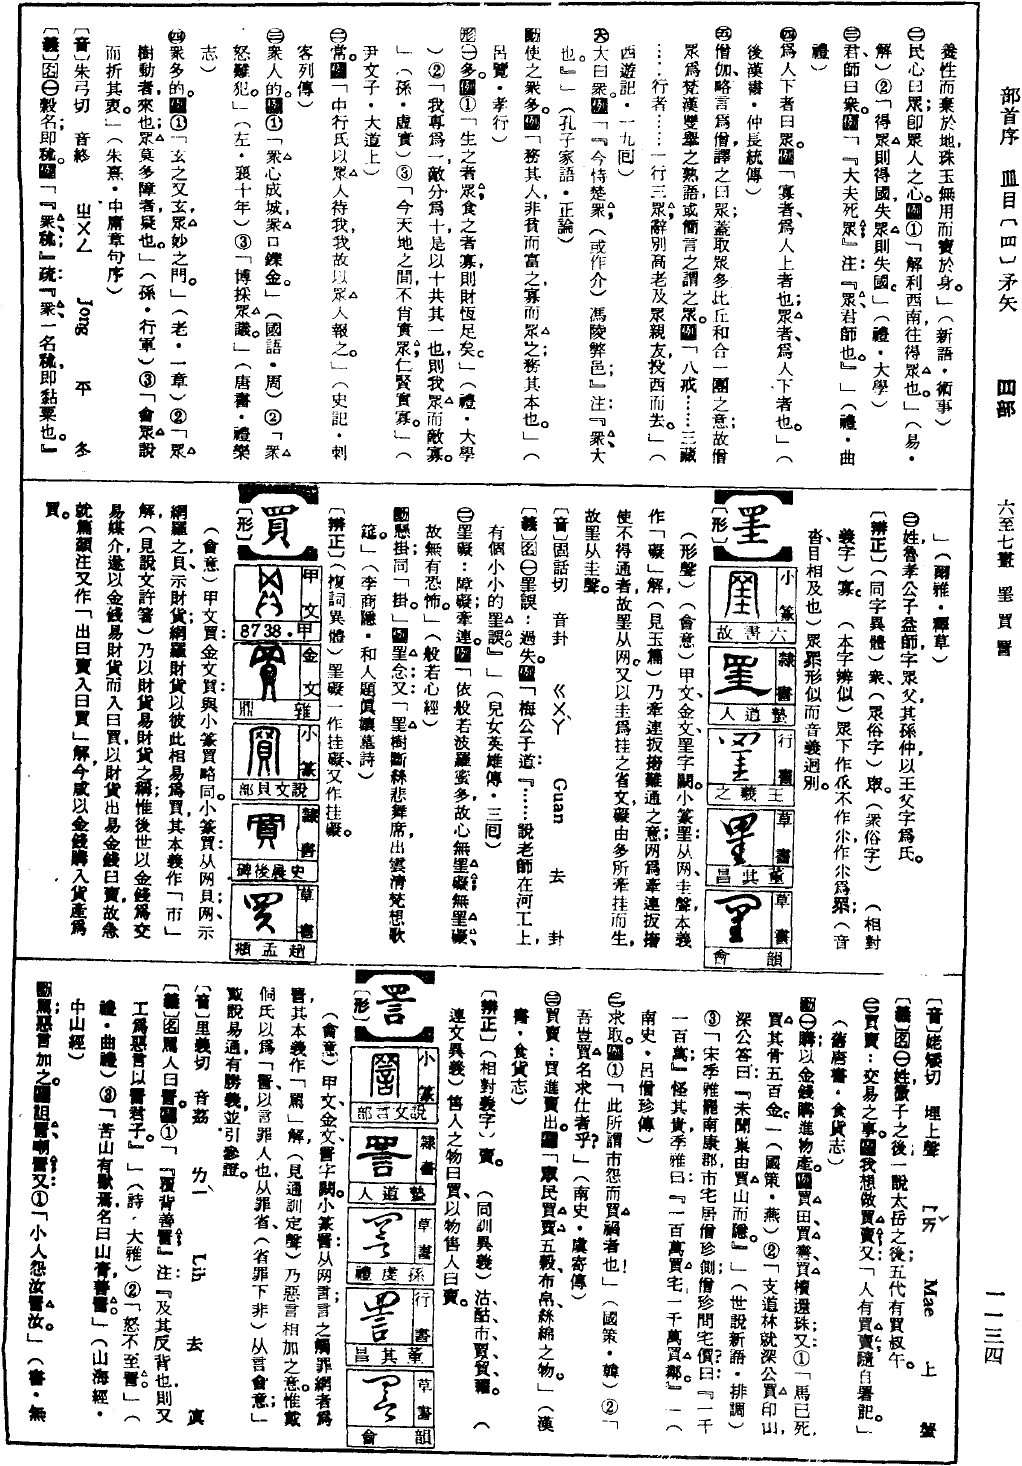 部首序　皿目〔四〕矛矢　四部　六至七畫　罣買詈　一一三四
養性而棄於地，珠玉無用而寶於身。」（新語・術事）
㊁民心曰眾，卽眾人之心。例①「解利西南，往得眾也。」（易・
解）②「得眾則得國，失眾則失國。」（禮・大學）
㊂君師曰眾。例「『大夫死眾』注：『眾，君師也。』」（禮・曲
禮）
㊃爲人下者曰眾。例「寡者，爲人上者也；眾者，爲人下者也。」（
後漢書・仲長統傳）
㊄僧伽略言爲僧，譯之曰眾，蓋取眾多比丘和合一團之意；故僧
眾爲梵漢雙舉之熟語，或簡言之謂之眾。例「八戒……三藏
……行者……一行三眾，辭別高老及眾親友，投西而去。」（
西遊記・一九回）
㊅大曰眾。例「『今恃楚眾，（或作介）馮陵弊邑』注：『眾，大
也。』」（孔子家語・正論）
動使之眾多。例「務其人，非貧而富之，寡而眾之；務其本也。」（
呂覽・孝行）
形㊀多。例①「生之者眾，食之者寡，則財恆足矣。」（禮・大學
）②「我專爲一，敵分爲十，是以十共其一也，則我眾而敵寡。
」（孫・虛實）③「今天地之間，不肖實眾，仁賢實寡。」（
尹文子・大道上）
㊁常。例「中行氏以眾人待我，我故以眾人報之。」（史記・刺
客列傳）
㊂衆人的。例①「衆心成城，衆口鑠金。」（國語・周）②「衆
怒難犯。」（左・襄十年）③「博採眾議。」（唐書・禮樂
志）
㊃衆多的。例①「玄之又玄，眾妙之門。」（老・一章）②「眾
樹動者，來也；眾草多障者，疑也。」（孫・行軍）③「會眾說
而折其衷。」（朱熹・中庸章句序）
〔音〕朱弓切　音終　ㄓㄨㄥ　Jong　平　冬
〔義〕名㊀穀名，卽秫。例「『衆，秫』疏：『衆，一名秫，卽黏粟也。』
」（爾雅・釋草）
㊁姓。魯孝公子益師，字眾父，其孫仲以王父字爲氏。
〔辨正〕（同字異體）衆（眾俗字）　（衆俗字）　（相對
義字）寡。　（本字辨似）眾，下作　，不作　，作　爲　；（音
沓，目相及也）眾　形似而音義迥別。
【罣】
〔形〕
小篆　六書故
隸書　墊道人
行書　王羲之
草書　董其昌
草書　韻會
（形聲）（會意）甲文金文罣字闕。小篆罣：从网，圭聲，本義
作「礙」解，（見玉篇）乃牽連扳搚難通之意；网爲牽連扳搚
使不得通者，故罣从网。又以圭爲挂之省文，礙由多所牽挂而生，
故罣从圭聲。
〔音〕固話切　音卦　ㄍㄨㄚˋ　Guah　去　卦
〔義〕名㊀罣誤：過失。例「梅公子道：『……說老師在河工上，
有個小小的罣誤。』」（兒女英雄傳・三回）
㊁罣礙：障礙牽連。例「依般若波羅蜜多故，心無罣礙；無罣礙
故，無有恐怖。」（般若心經）
動懸掛，同「掛」。例罣念。又「罣樹斷絲悲舞席，出雲清梵想歌
筵。」（李商隱・和人題眞娘墓詩）
〔辨正〕（複詞異體）罣礙，一作挂礙，又作挂礙。
【買】
〔形〕
甲文　甲・8738
金文　買鼎
小篆　說文貝部
隸書　史晨後碑
草書　趙孟頫
（會意）甲文買、金文買與小篆買略同。小篆買：从网貝，网示
網羅之，貝示財貨，網羅財貨以彼此相易爲買，其本義作「市」
解，（見說文許箸）乃以財貨易財貨之稱；惟後世以金錢爲交
易媒介，遂以金錢易財貨而入曰買，以財貨出易金錢曰賣，故急
就篇顏注又作「出曰賣，入曰買」解。今咸以金錢購入貨產爲
買。
〔音〕姥矮切　埋上聲　ㄇㄞˇ　Mae　上　蟹
〔義〕名㊀姓。微子之後，一說太岳之後，五代有買叔午。
㊁買賣：交易之事。例我想做買賣。又「人有買賣，隨自署記。」
（舊唐書・食貨志）
動㊀購，以金錢購進物產。例買田、買書、買櫝還珠。又①「馬已死，
買其骨五百金。」（國策・燕）②「支道林就深公買印山，
深公答曰：『未聞巢由買山而隱。』」（世說新語・排調）
③「宋季雅罷南康郡，市宅居僧珍側，僧珍問宅價？曰：『一千
一百萬。』怪其貴，季雅曰：『一百萬買宅，一千萬買鄰。』」（
南史・呂僧珍傳）
㊁求取。例①「此所謂市怨而買禍者也！」（國策・韓）②「
吾豈買名求仕者乎？」（南史・虞寄傳）
㊂買賣：買進賣出。例「眾民買賣五穀、布帛、絲綿之物。」（漢
書・食貨志）
〔辨正〕（相對義字）賣。　（同訓異義）沽、酤、市、賈、貿、糴。（
連文異義）售人之物曰買，以物售人曰賣。
【詈】
〔形〕
小篆　說文言部
隸書　墊道人
草書　孫虔禮
行書　董其昌
草書　韻會
（會意）甲文金文詈字闕。小篆詈：从网言，言之觸罪網者爲
詈，其本義作「罵」解，（見通訓定聲）乃惡言相加之意。惟戴
侗氏以爲「詈，以言罪人也，从罪省，（省罪下非）从言會意；」
戴說易通，有勝義，並引參證。
〔音〕里義切　音荔　ㄌㄧˋ　Lih　去　寘
〔義〕名罵人曰詈。例①「『覆背善詈』注：『及其反背也，則又
工爲惡言以詈君子。』」（詩・大雅）②「怒不至詈。」（
禮・曲禮）③「苦山有獸焉，名曰山膏，善詈。」（山海經・
中山經）
動罵，惡言加之。例詛詈、嘲詈。又①「小人怨汝詈汝。」（書・無